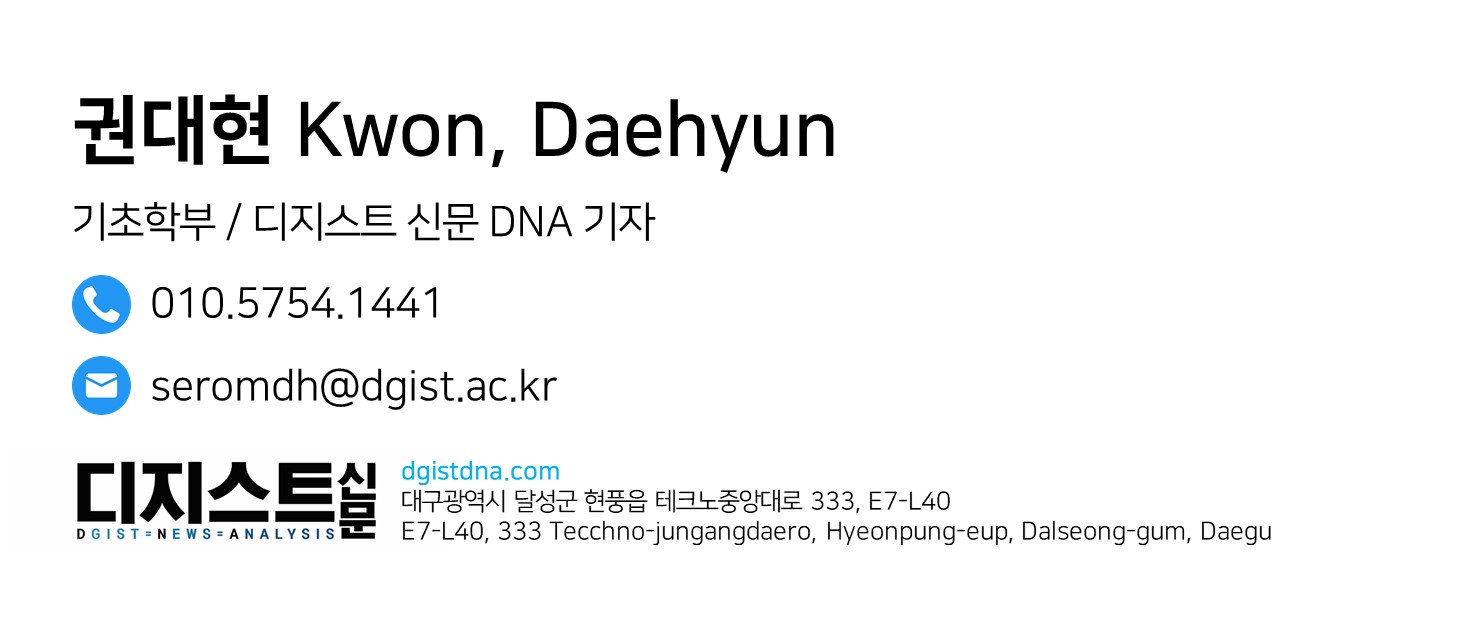 권대현 Kwon, Daehyun
기초학부 / 디지스트 신문 DNA 기자
010.5754.1441
seromdh@dgist.ac.kr
디지스트신문
DGIST=NEWS=ANALYSIS
dgistdna.com
대구광역시 달성군 현풍읍 테크노중앙대로 333, E7-L40
E7-L40, 333 Tecchno-jungangdaero, Hyeonpung-eup, Dalseong-gum, Daegu